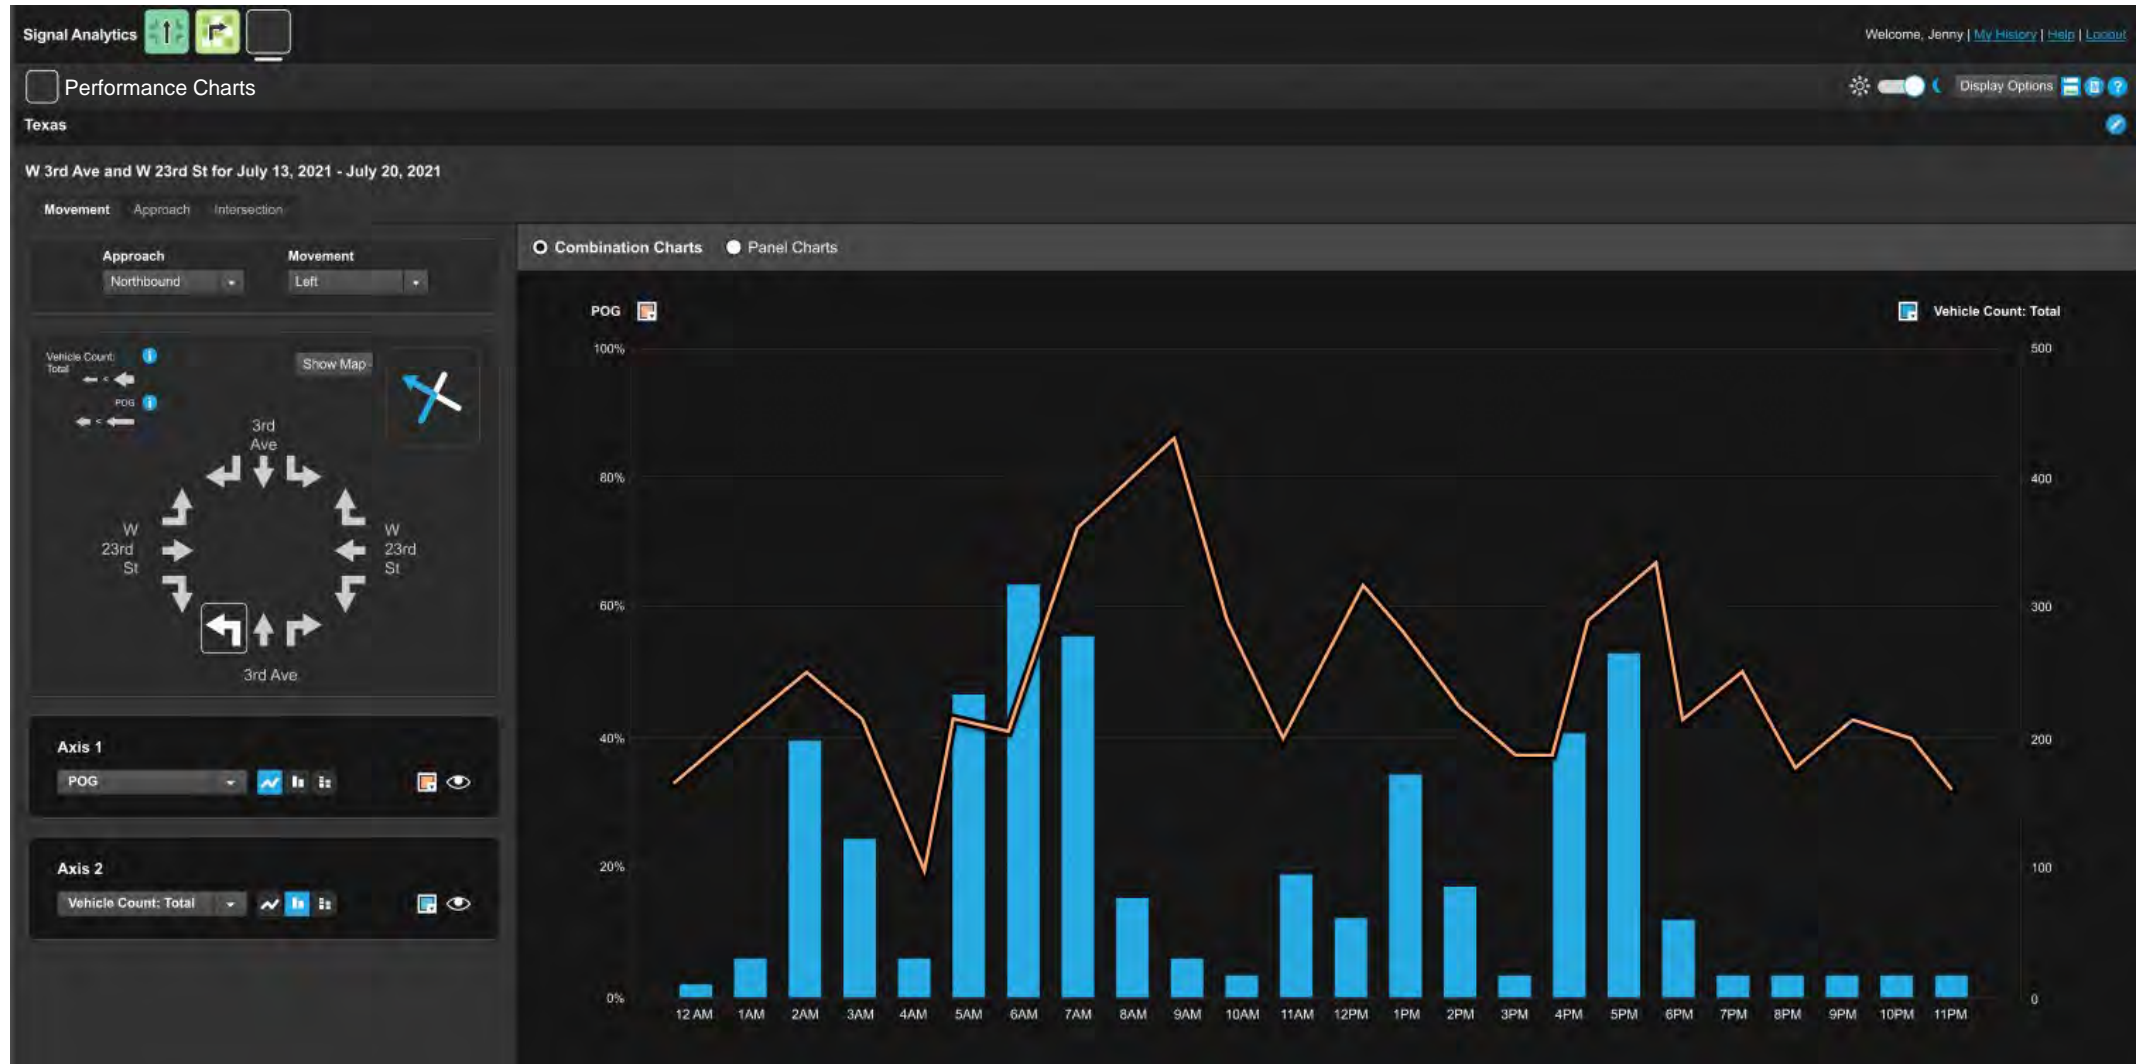 Signal Analytics
Welcome, Jenny | My History | Help | Logout
Performance Charts
Display Options
Texas
W 3rd Ave and W 23rd St for July 13, 2021 - July 20, 2021
Movement Approach Intersection
Approach Movement
Northbound Left
Combination Charts Panel Charts
Vehicle Count:
Total
<
POG
<
Show Map
3rd
Ave
W
23rd
St
W
23rd
St
3rd Ave
Axis 1
POG
Axis 2
Vehicle Count: Total
POG
Vehicle Count: Total
100%
80%
60%
40%
20%
0%
500
400
300
200
100
0
12 AM 1AM 2AM 3AM 4AM 5AM 6AM 7AM 8AM 9AM 10AM 11AM 12PM 1PM 2PM 3PM 4PM 5PM 6PM 7PM 8PM 9PM 10PM 11PM